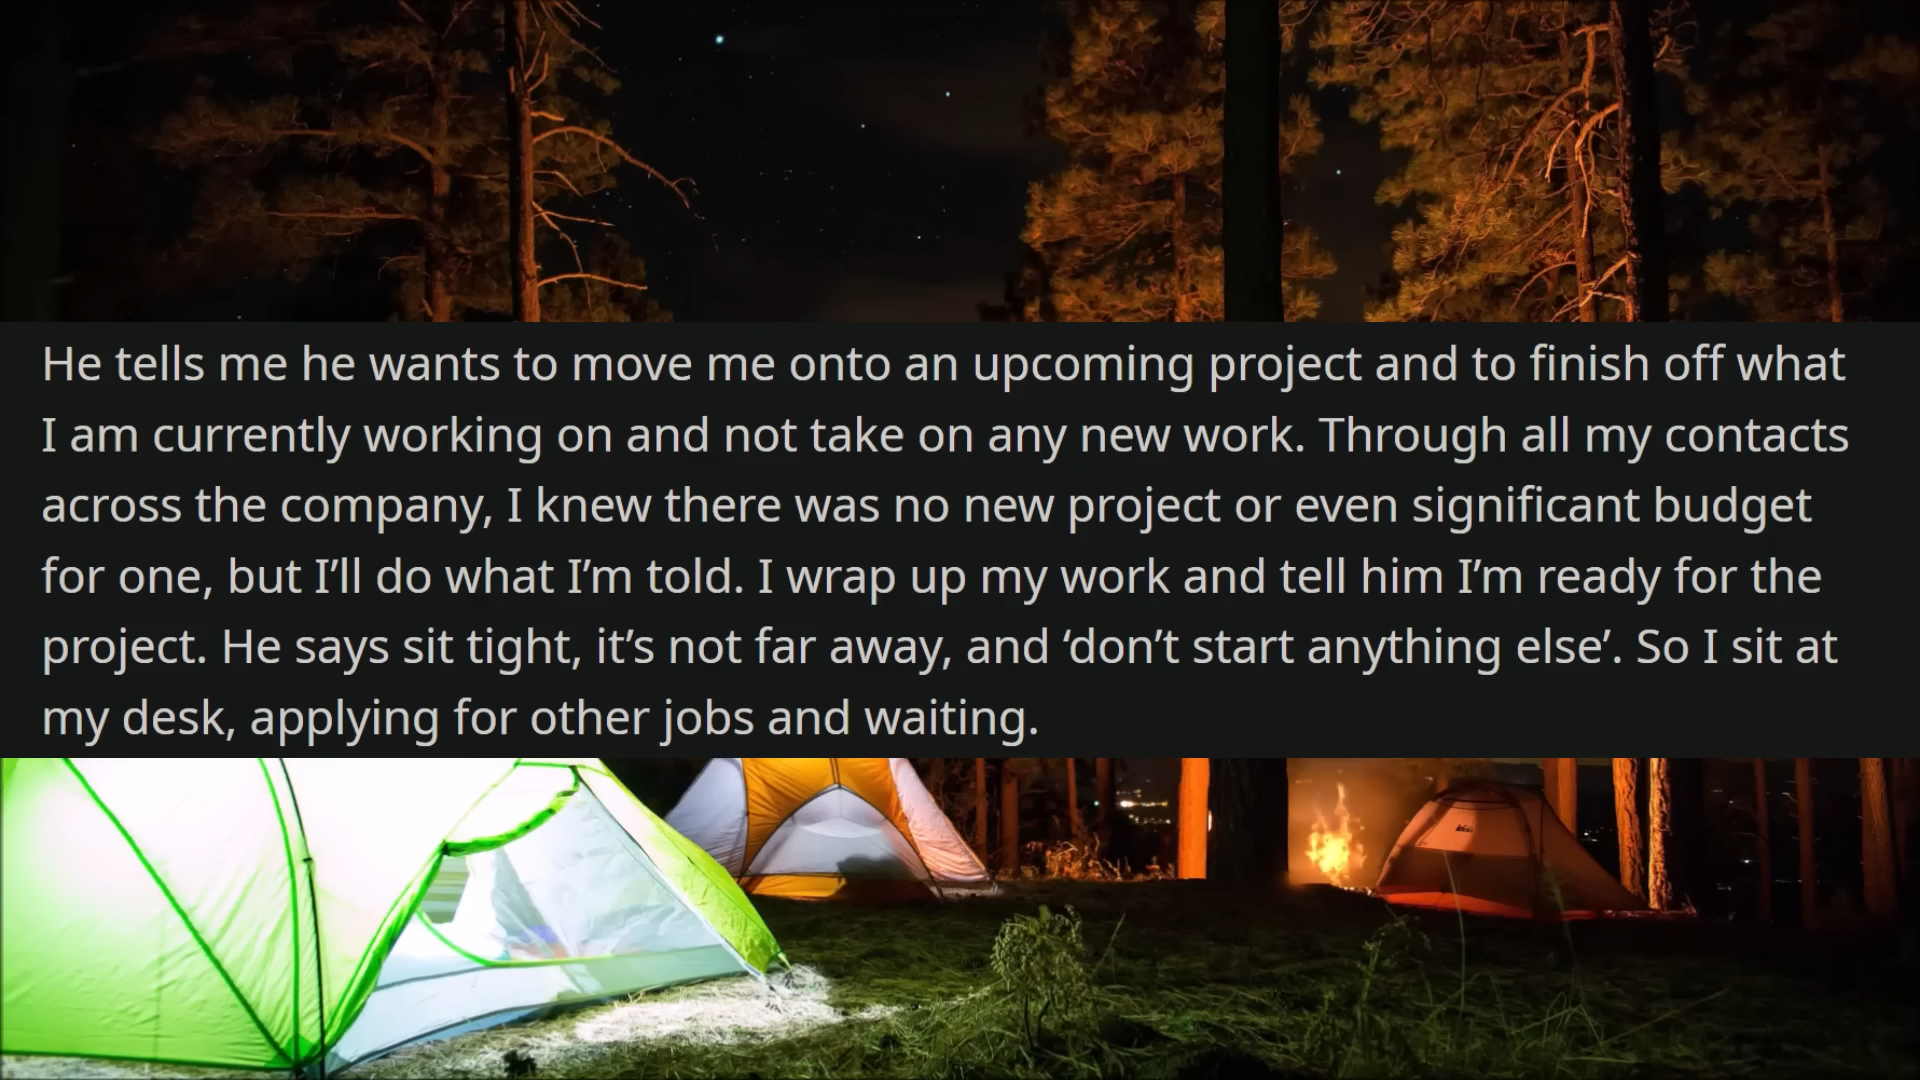 He tells me he wants to move me onto an upcoming project and to finish off what
I am currently working on and not take on any new work. Through all my contacts
across the company, I knew there was no new project or even significant budget
for one, but I’ll do what I’m told. I wrap up my work and tell him I’m ready for the
project. He says sit tight, it’s not far away, and ‘don’t start anything else’. So I sit at
my desk, applying for other jobs and waiting.